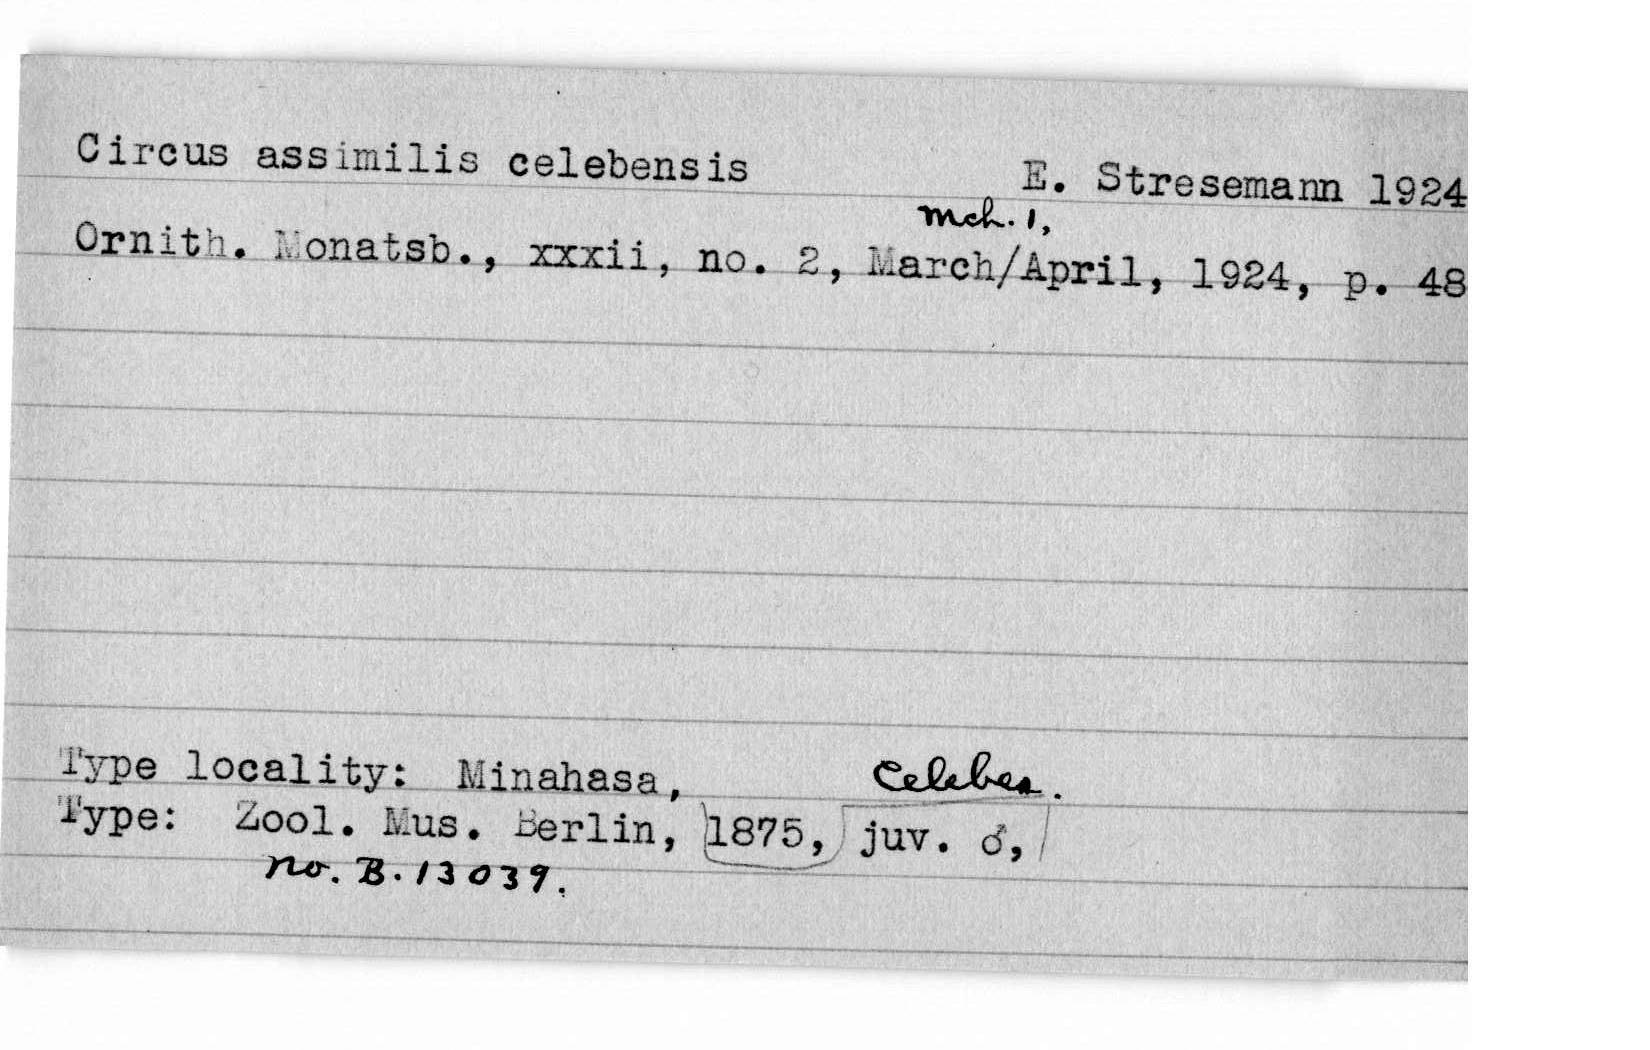 Circus assimilis celebensis E. Stresemann 1924
mch. 1,
Ornith. Monatsb., xxxii, no. 2, March/April, 1924, p. 48
Type locality: Minahasa, Celebes.
Type: Zool. Mus. Berlin, 1875, juv. ♂,
no. B. 13039.